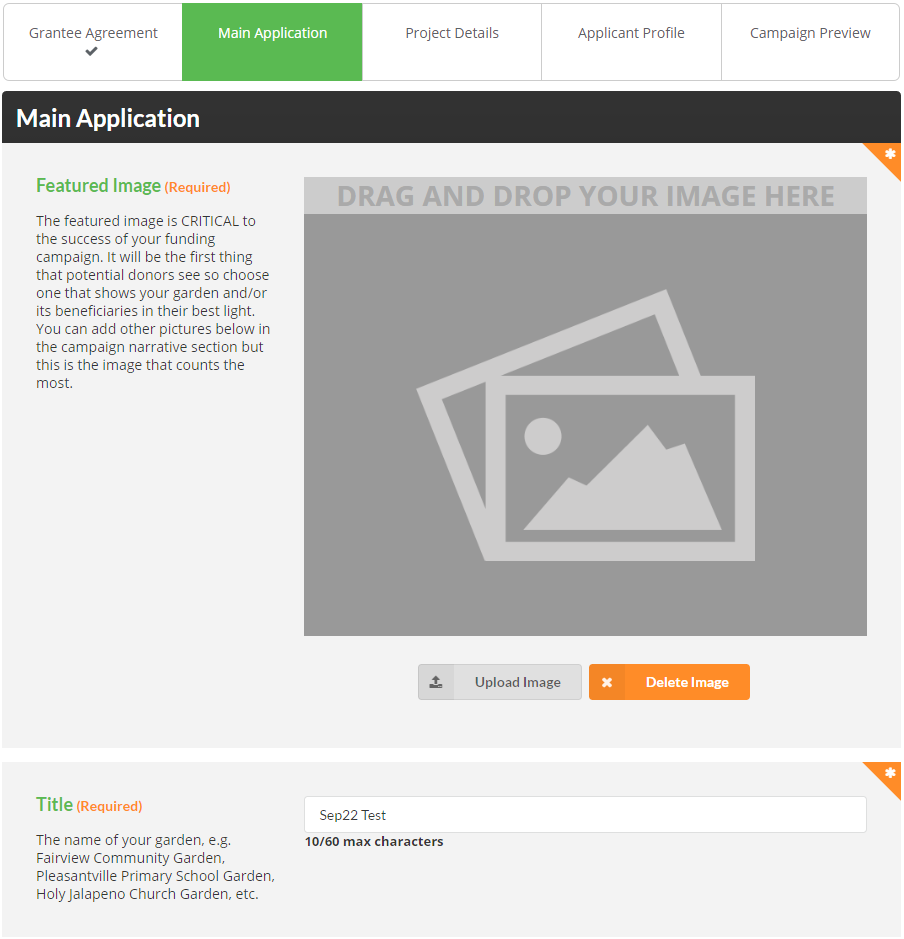 Grantee Agreement
Main Application
Project Details
Applicant Profile
Campaign Preview
Main Application
Featured Image (Required)
The featured image is CRITICAL to
the success of your funding
campaign. It will be the first thing
that potential donors see so choose
one that shows your garden and/or
its beneficiaries in their best light.
You can add other pictures below in
the campaign narrative section but
this is the image that counts the
most.
DRAG AND DROP YOUR IMAGE HERE
Upload Image
Delete Image
Title (Required)
The name of your garden, e.g.
Fairview Community Garden,
Pleasantville Primary School Garden,
Holy Jalapeno Church Garden, etc.
Sep22 Test
10/60 max characters